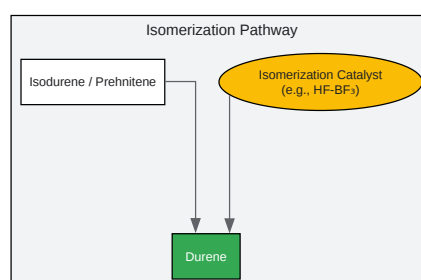 Isomerization Pathway
Isodurene / Prehnitene
Isomerization Catalyst
(e.g., HF-BF₃)
Durene